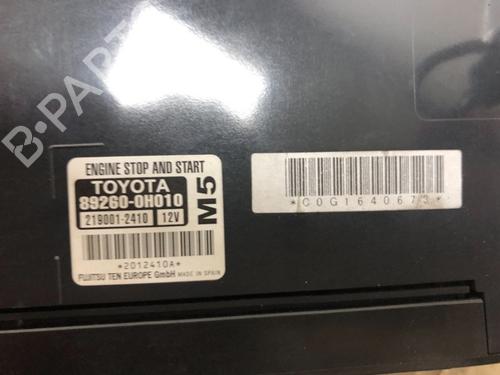 B-PARTS
ENGINE STOP AND START
TOYOTA
89260-0H010
219001-2410 12V
M5
*2012410A*
FUJITSU TEN EUROPE GmbH MADE IN SPAIN
*C0G1640673*